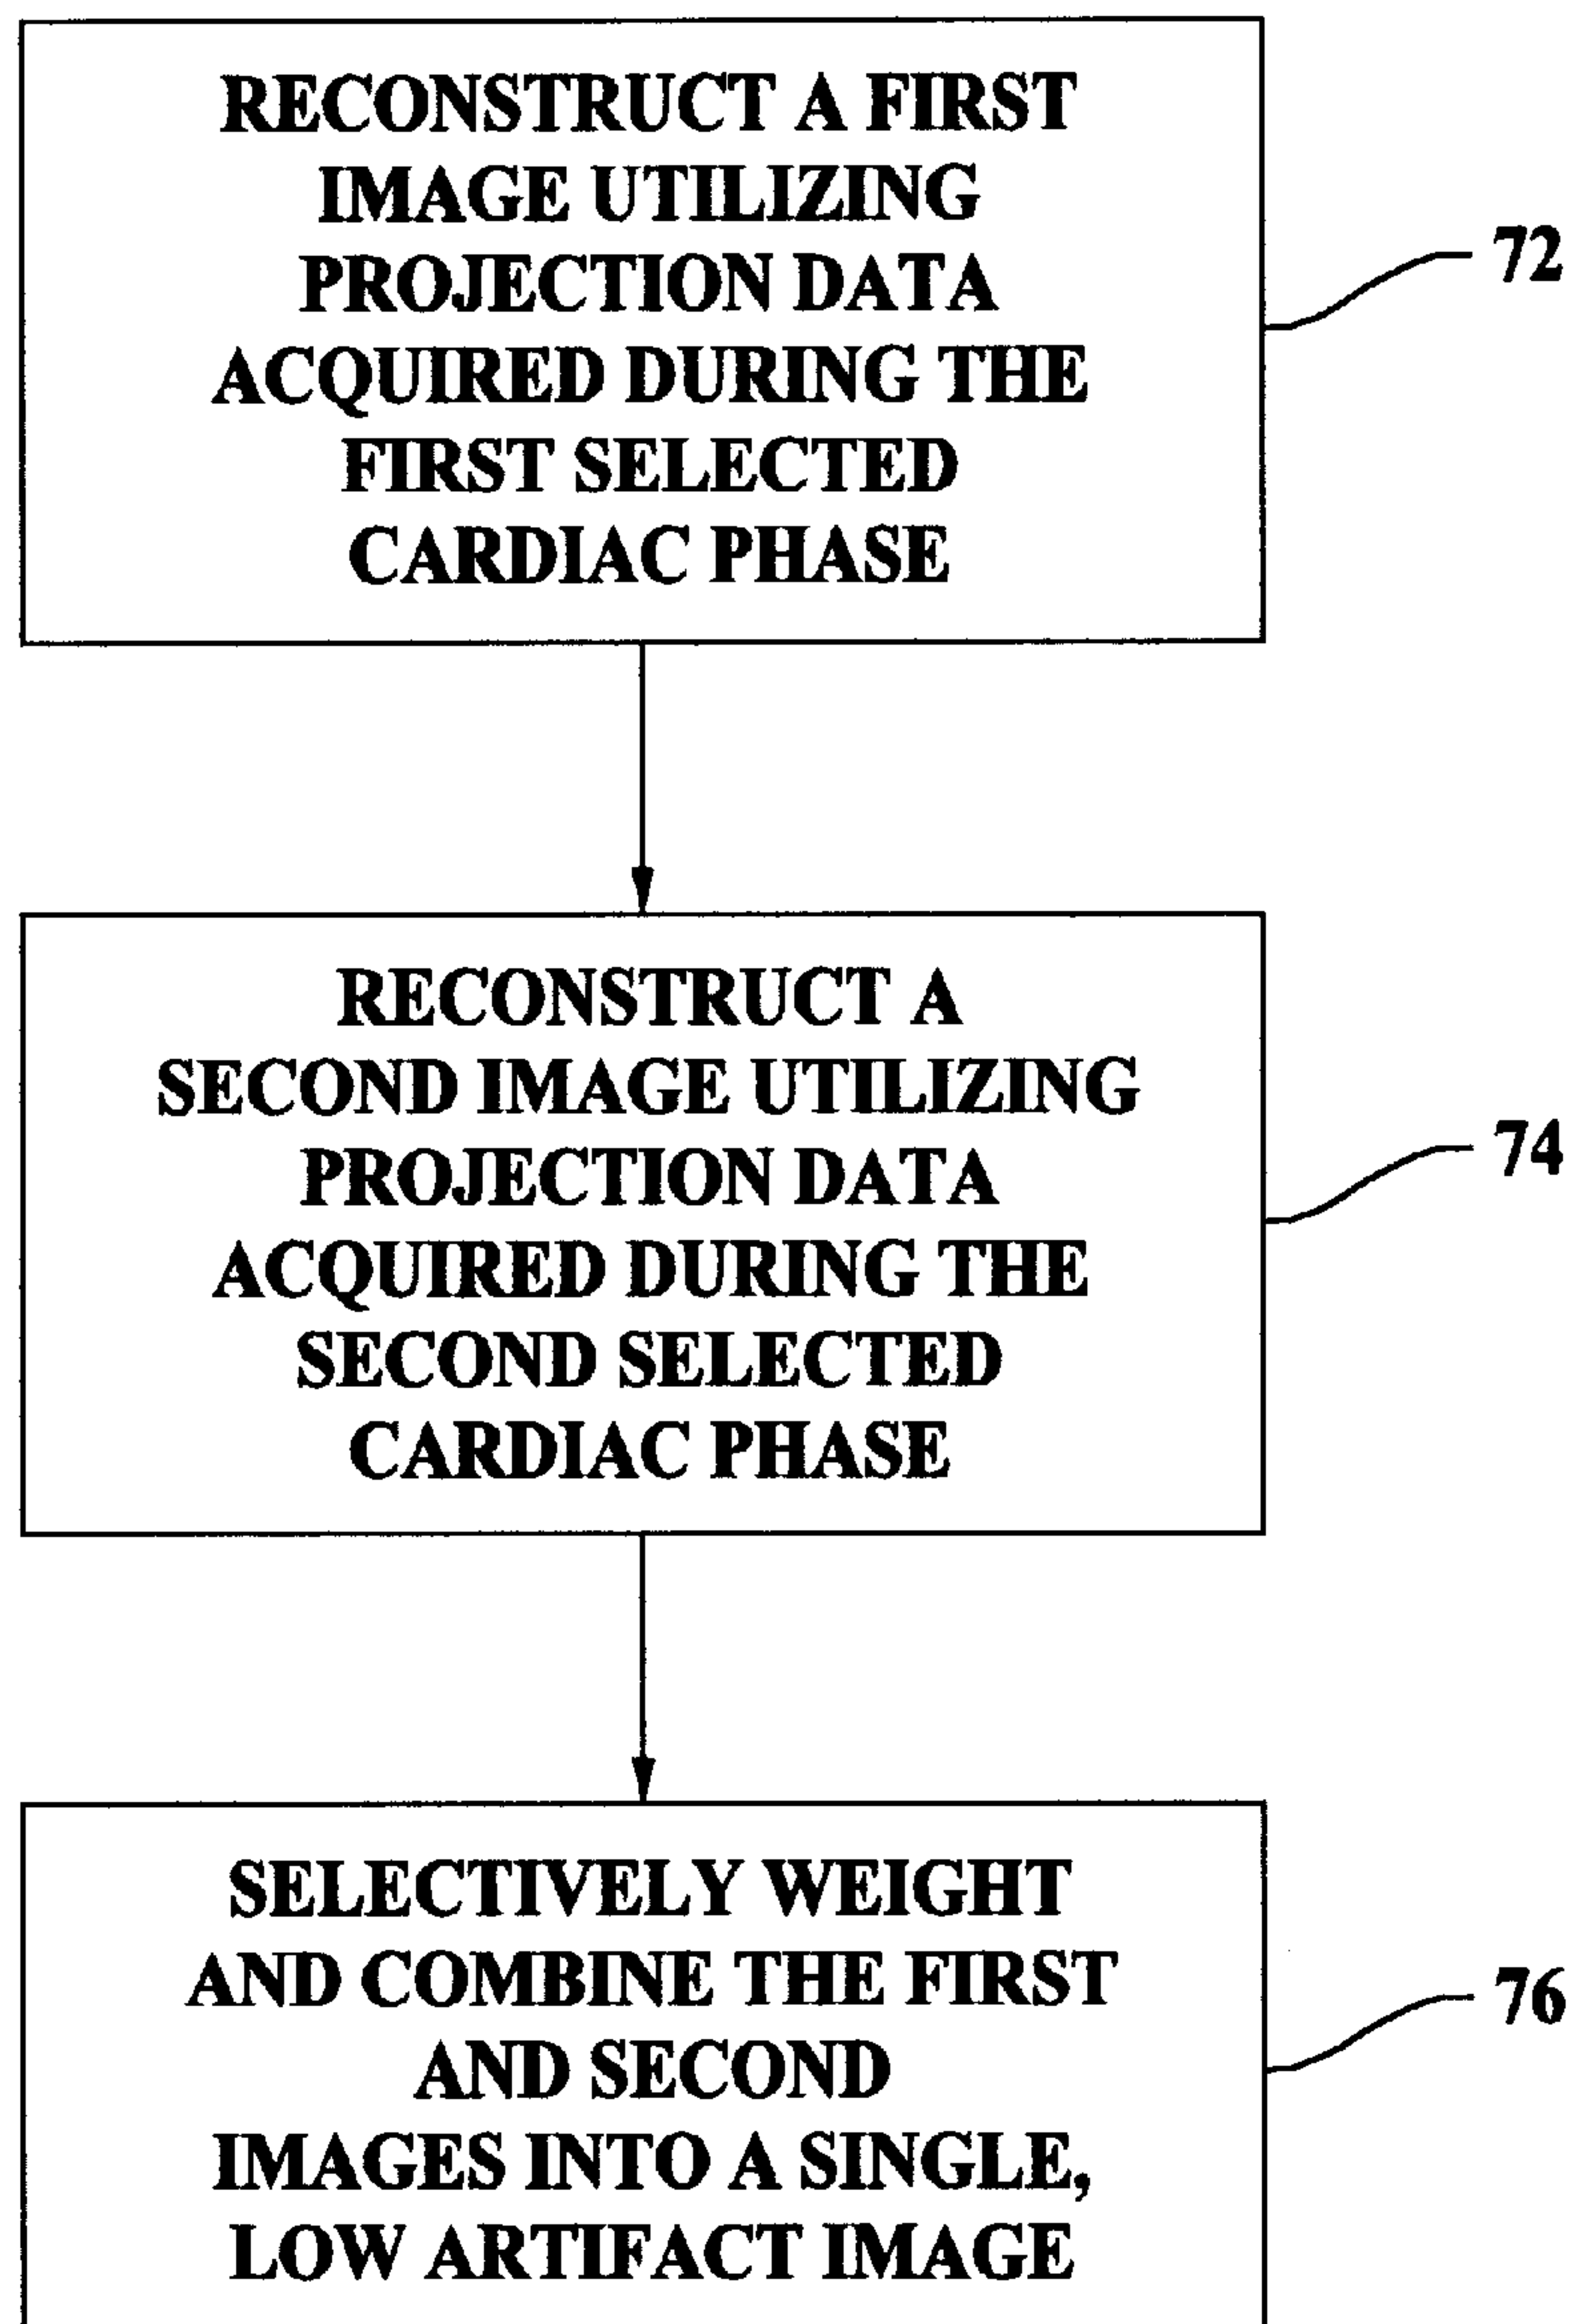 RECONSTRUCT A FIRST
IMAGE UTILIZING
PROJECTION DATA
ACQUIRED DURING THE
FIRST SELECTED
CARDIAC PHASE
72
RECONSTRUCT A
SECOND IMAGE UTILIZING
PROJECTION DATA
ACQUIRED DURING THE
SECOND SELECTED
CARDIAC PHASE
74
SELECTIVELY WEIGHT
AND COMBINE THE FIRST
AND SECOND
IMAGES INTO A SINGLE,
LOW ARTIFACT IMAGE
76